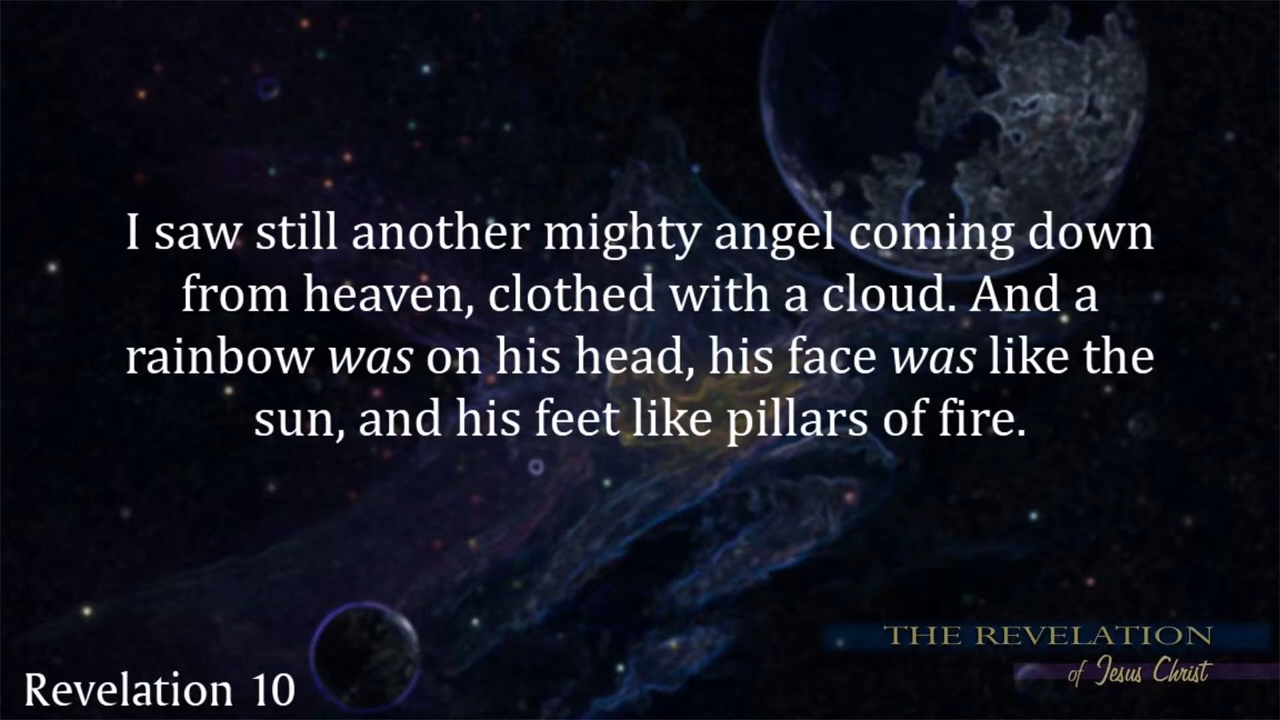 I saw still another mighty angel coming down
from heaven, clothed with a cloud. And a
rainbow was on his head, his face was like the
sun, and his feet like pillars of fire.
THE REVELATION
of Jesus Christ
Revelation 10